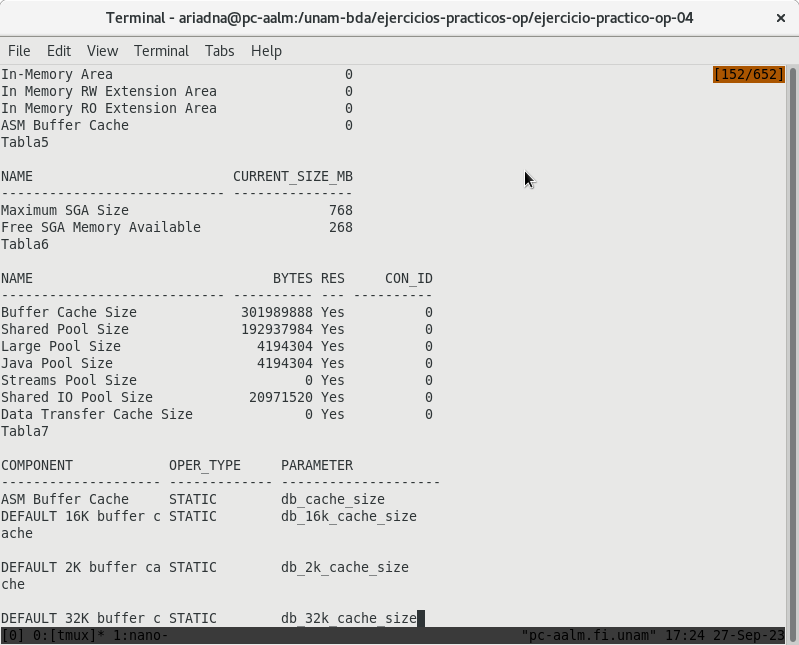 Terminal - ariadna@pc-aalm:/unam-bda/ejercicios-practicos-op/ejercicio-practico-op-04 ×
File Edit View Terminal Tabs Help
In-Memory Area                             0                                             [152/652]
In Memory RW Extension Area                0
In Memory RO Extension Area                0
ASM Buffer Cache                           0
Tabla5
NAME                         CURRENT_SIZE_MB
---------------------------- ---------------
Maximum SGA Size                         768
Free SGA Memory Available                268
Tabla6
NAME                              BYTES RES     CON_ID
---------------------------- ---------- --- ----------
Buffer Cache Size             301989888 Yes          0
Shared Pool Size              192937984 Yes          0
Large Pool Size                 4194304 Yes          0
Java Pool Size                  4194304 Yes          0
Streams Pool Size                     0 Yes          0
Shared IO Pool Size            20971520 Yes          0
Data Transfer Cache Size              0 Yes          0
Tabla7
COMPONENT            OPER_TYPE     PARAMETER
-------------------- ------------- --------------------
ASM Buffer Cache     STATIC        db_cache_size
DEFAULT 16K buffer c STATIC        db_16k_cache_size
ache
DEFAULT 2K buffer ca STATIC        db_2k_cache_size
che
DEFAULT 32K buffer c STATIC        db_32k_cache_size
[0] 0:[tmux]* 1:nano-                                            "pc-aalm.fi.unam" 17:24 27-Sep-23